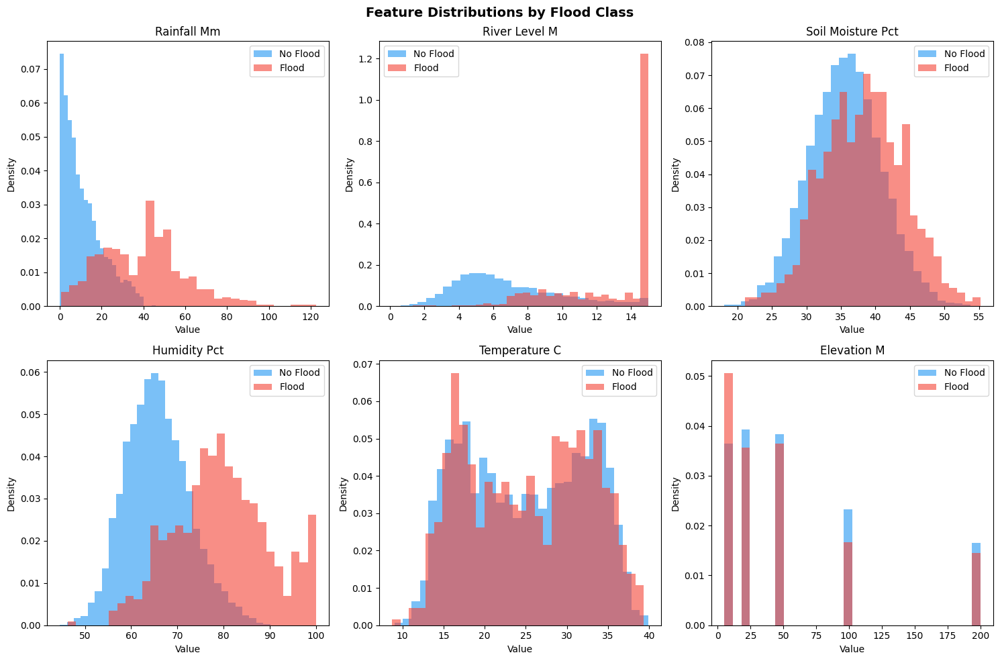 Feature Distributions by Flood Class
Rainfall Mm
No Flood
Flood
0.07
0.06
0.05
0.04
0.03
0.02
0.01
0.00
Density
0 20 40 60 80 100 120
Value
River Level M
No Flood
Flood
1.2
1.0
0.8
0.6
0.4
0.2
0.0
Density
0 2 4 6 8 10 12 14
Value
Soil Moisture Pct
No Flood
Flood
0.08
0.07
0.06
0.05
0.04
0.03
0.02
0.01
0.00
Density
20 25 30 35 40 45 50 55
Value
Humidity Pct
No Flood
Flood
0.06
0.05
0.04
0.03
0.02
0.01
0.00
Density
50 60 70 80 90 100
Value
Temperature C
No Flood
Flood
0.07
0.06
0.05
0.04
0.03
0.02
0.01
0.00
Density
10 15 20 25 30 35 40
Value
Elevation M
No Flood
Flood
0.05
0.04
0.03
0.02
0.01
0.00
Density
0 25 50 75 100 125 150 175 200
Value